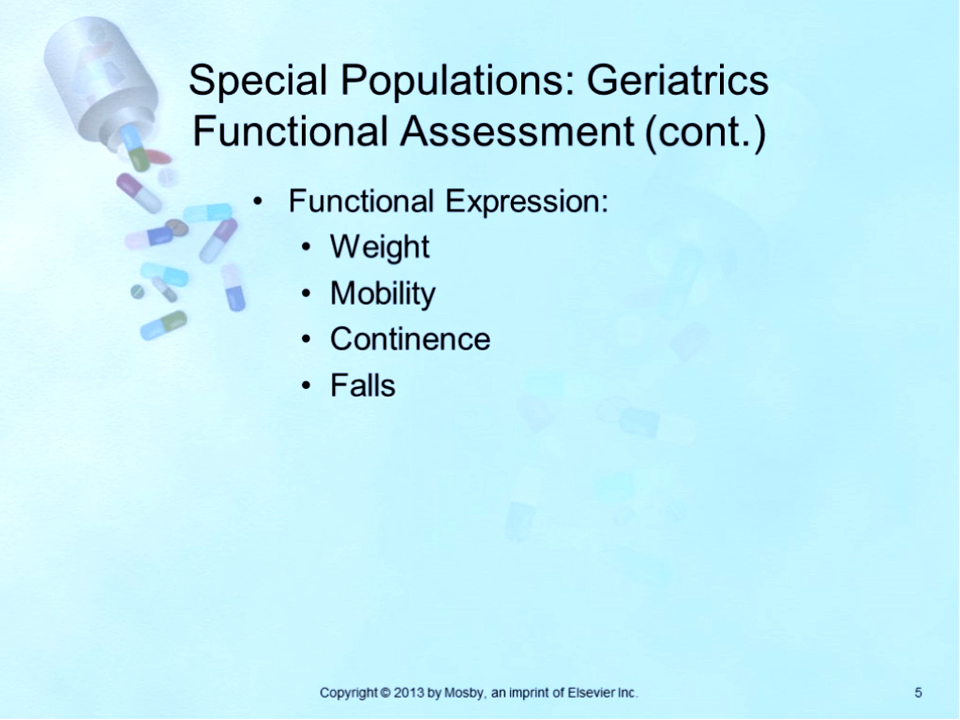 Special Populations: Geriatrics
Functional Assessment (cont.)
• Functional Expression:
• Weight
• Mobility
• Continence
• Falls
Copyright © 2013 by Mosby, an imprint of Elsevier Inc.
5